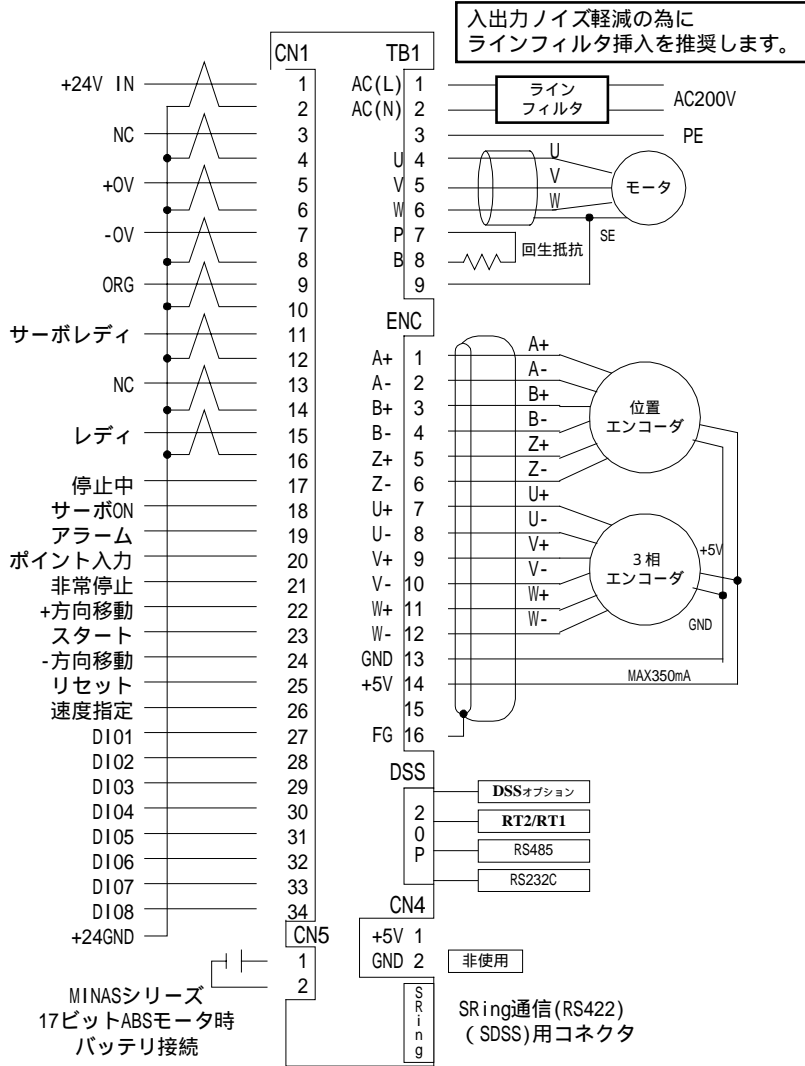 入出力ノイズ軽減の為に
ラインフィルタ挿入を推奨します。
CN1
+24V IN 1
2
NC 3
4
+OV 5
6
-OV 7
8
ORG 9
10
サーボレディ 11
12
NC 13
14
レディ 15
16
停止中 17
サーボON 18
アラーム 19
ポイント入力 20
非常停止 21
+方向移動 22
スタート 23
-方向移動 24
リセット 25
速度指定 26
DI01 27
DI02 28
DI03 29
DI04 30
DI05 31
DI06 32
DI07 33
DI08 34
+24GND
CN5
1
2
MINASシリーズ
17ビットABSモータ時
バッテリ接続
TB1
AC(L) 1
AC(N) 2
3
U 4
V 5
W 6
P 7
B 8
9
ライン
フィルタ
AC200V
PE
U
V
W
モータ
SE
回生抵抗
ENC
A+ 1
A- 2
B+ 3
B- 4
Z+ 5
Z- 6
U+ 7
U- 8
V+ 9
V- 10
W+ 11
W- 12
GND 13
+5V 14
15
FG 16
A+
A-
B+
B-
Z+
Z-
U+
U-
V+
V-
W+
W-
位置
エンコーダ
3相
エンコーダ
+5V
GND
MAX350mA
DSS
20P
DSSオプション
RT2/RT1
RS485
RS232C
CN4
+5V 1
GND 2
非使用
SRing
SRing通信(RS422)
(SDSS)用コネクタ